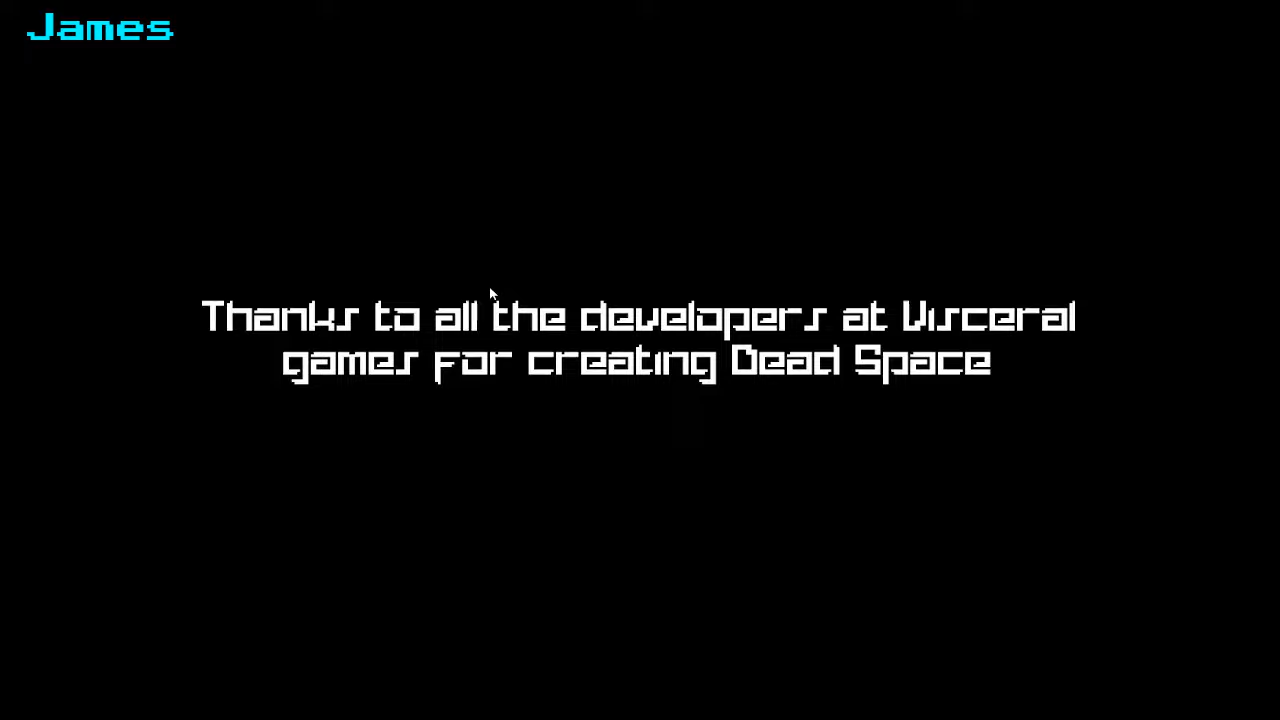 James
Thanks to all the developers at Visceral
games for creating Dead Space